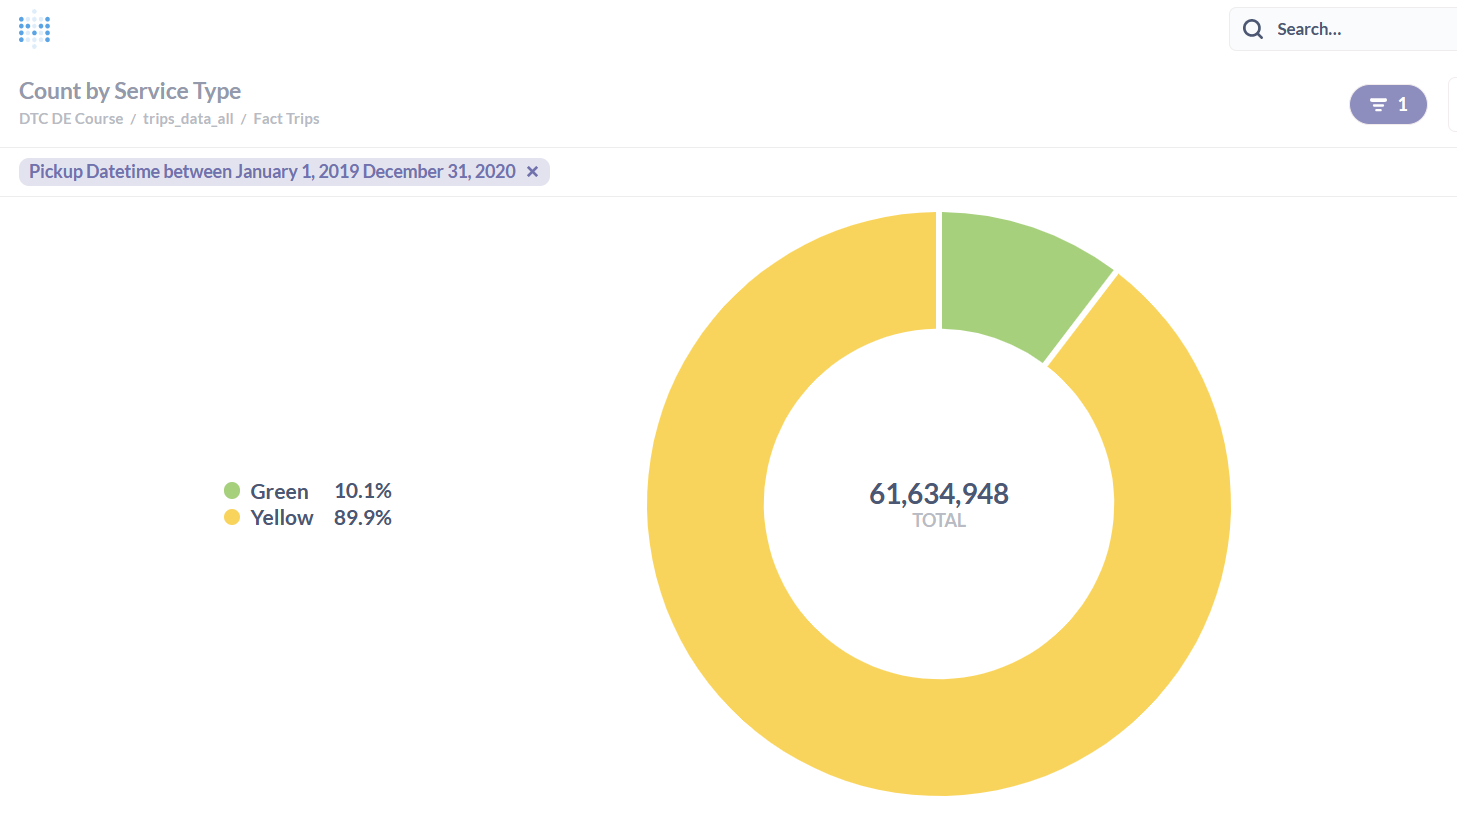 Search...
Count by Service Type
DTC DE Course / trips_data_all / Fact Trips
1
Pickup Datetime between January 1, 2019 December 31, 2020 ×
Green 10.1%
Yellow 89.9%
61,634,948
TOTAL